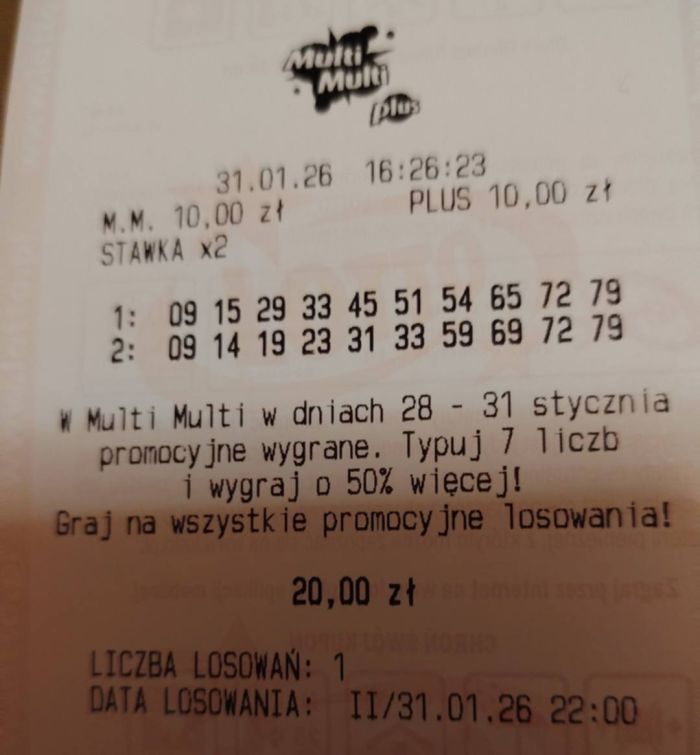 Multi
Multi
plus
31.01.26 16:26:23
M.M. 10,00 zł PLUS 10,00 zł
STAWKA x2
1: 09 15 29 33 45 51 54 65 72 79
2: 09 14 19 23 31 33 59 69 72 79
W Multi Multi w dniach 28 - 31 stycznia
promocyjne wygrane. Typuj 7 liczb
i wygraj o 50% więcej!
Graj na wszystkie promocyjne losowania!
20,00 zł
LICZBA LOSOWAŃ: 1
DATA LOSOWANIA: II/31.01.26 22:00